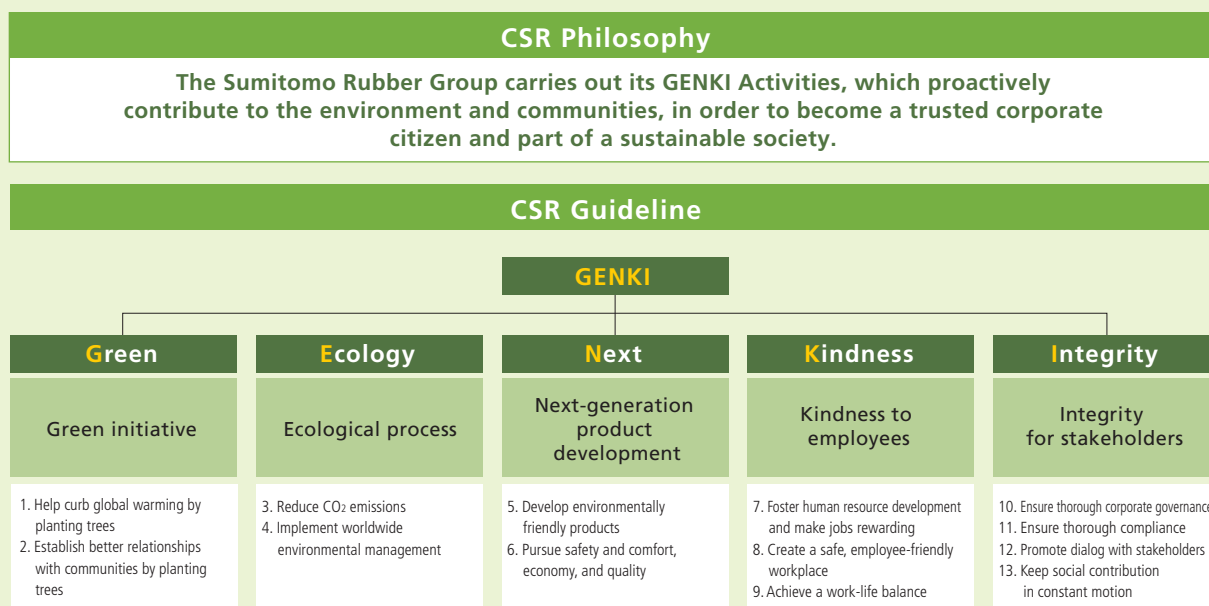 CSR Philosophy
The Sumitomo Rubber Group carries out its GENKI Activities, which proactively
contribute to the environment and communities, in order to become a trusted corporate
citizen and part of a sustainable society.
CSR Guideline
GENKI
Green
Green initiative
1. Help curb global warming by
planting trees
2. Establish better relationships
with communities by planting
trees
Ecology
Ecological process
3. Reduce CO₂ emissions
4. Implement worldwide
environmental management
Next
Next-generation
product
development
5. Develop environmentally
friendly products
6. Pursue safety and comfort,
economy, and quality
Kindness
Kindness to
employees
7. Foster human resource development
and make jobs rewarding
8. Create a safe, employee-friendly
workplace
9. Achieve a work-life balance
Integrity
Integrity
for stakeholders
10. Ensure thorough corporate governance
11. Ensure thorough compliance
12. Promote dialog with stakeholders
13. Keep social contribution
in constant motion